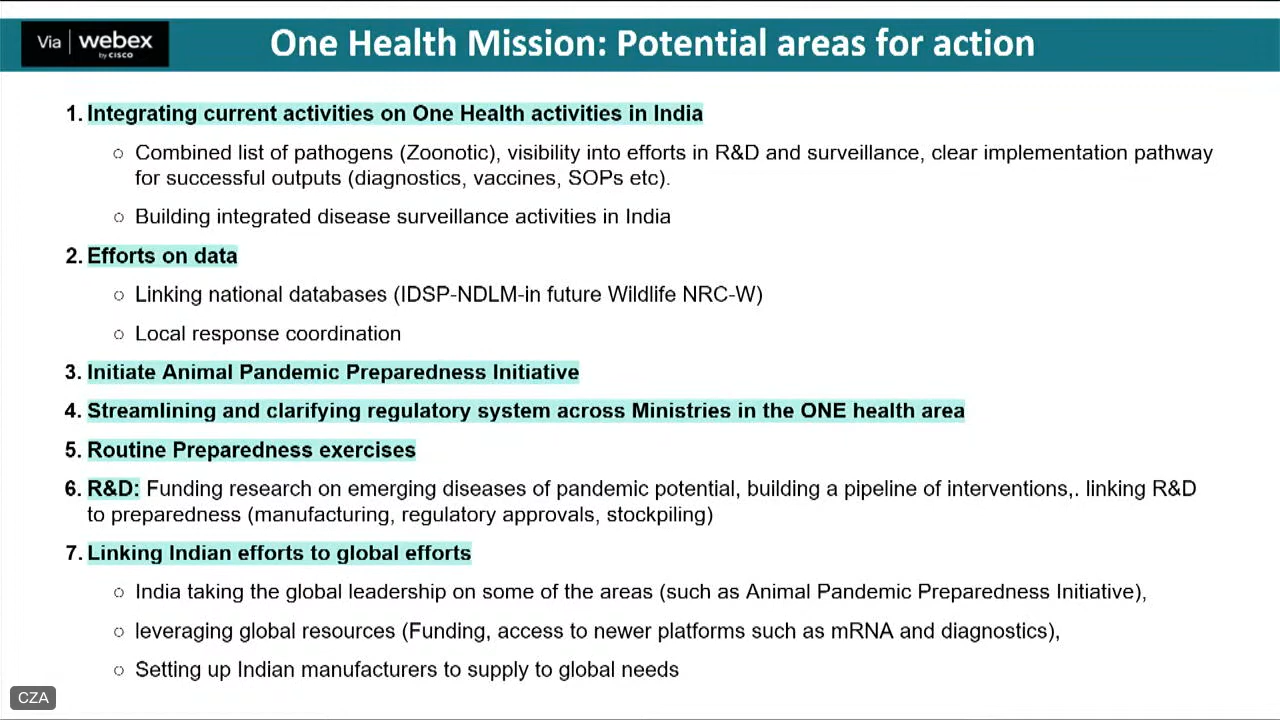 Via webex
by CISCO
One Health Mission: Potential areas for action
1. Integrating current activities on One Health activities in India
○ Combined list of pathogens (Zoonotic), visibility into efforts in R&D and surveillance, clear implementation pathway
for successful outputs (diagnostics, vaccines, SOPs etc).
○ Building integrated disease surveillance activities in India
2. Efforts on data
○ Linking national databases (IDSP-NDLM-in future Wildlife NRC-W)
○ Local response coordination
3. Initiate Animal Pandemic Preparedness Initiative
4. Streamlining and clarifying regulatory system across Ministries in the ONE health area
5. Routine Preparedness exercises
6. R&D: Funding research on emerging diseases of pandemic potential, building a pipeline of interventions,. linking R&D
to preparedness (manufacturing, regulatory approvals, stockpiling)
7. Linking Indian efforts to global efforts
○ India taking the global leadership on some of the areas (such as Animal Pandemic Preparedness Initiative),
○ leveraging global resources (Funding, access to newer platforms such as mRNA and diagnostics),
○ Setting up Indian manufacturers to supply to global needs
CZA